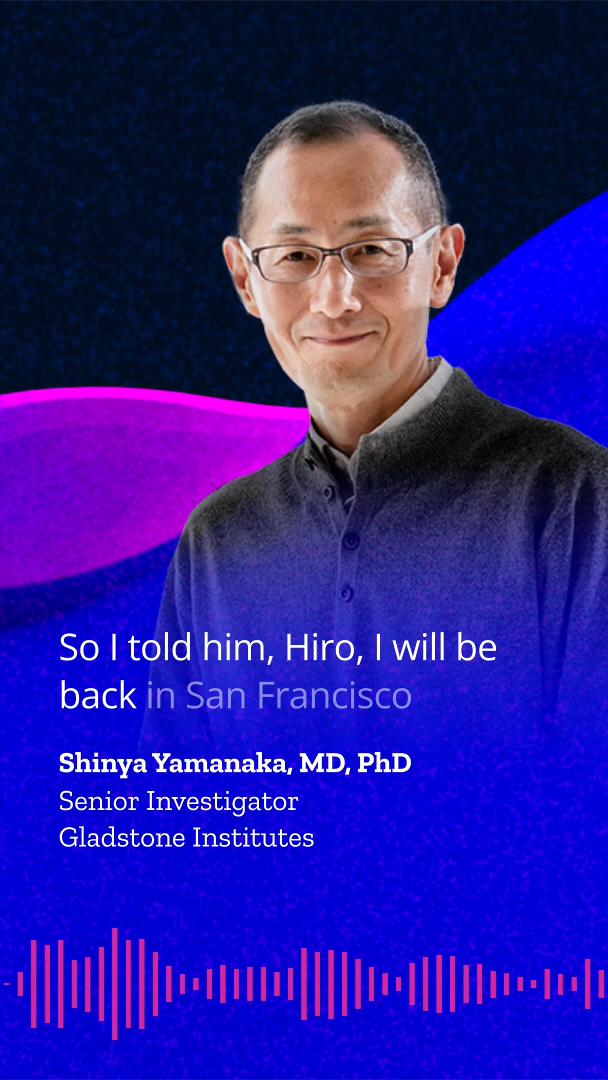 So I told him, Hiro, I will be
back in San Francisco
Shinya Yamanaka, MD, PhD
Senior Investigator
Gladstone Institutes